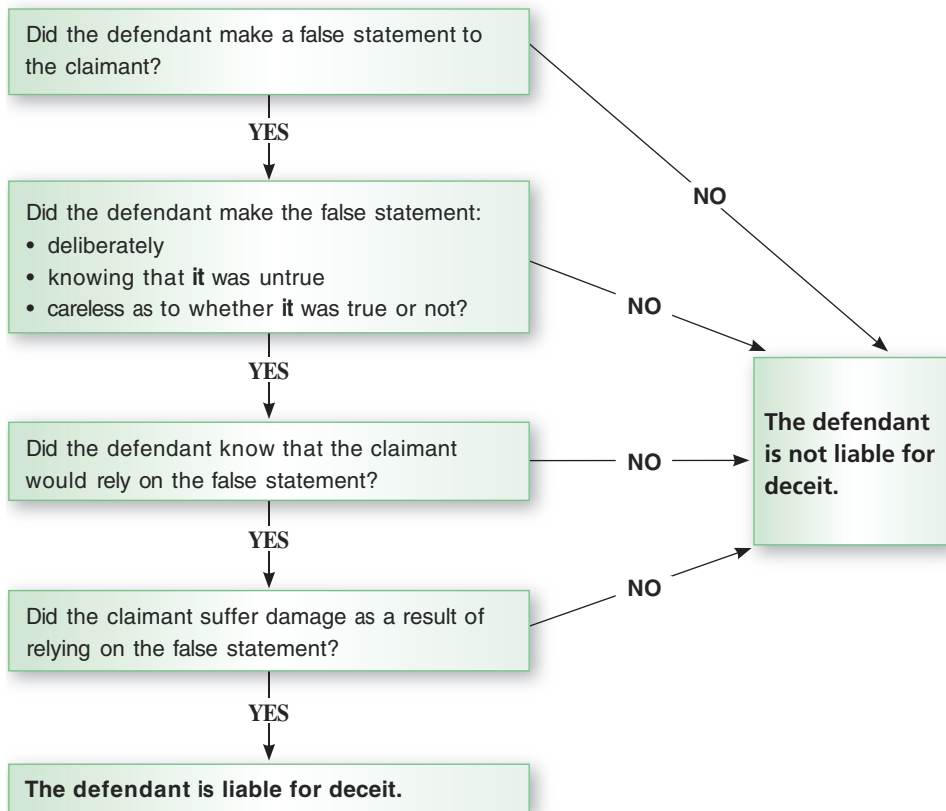 Did the defendant make a false statement to
the claimant?
YES
NO
Did the defendant make the false statement:
• deliberately
• knowing that it was untrue
• careless as to whether it was true or not?
NO
YES
Did the defendant know that the claimant
would rely on the false statement?
NO
The defendant
is not liable for
deceit.
YES
Did the claimant suffer damage as a result of
relying on the false statement?
NO
YES
The defendant is liable for deceit.